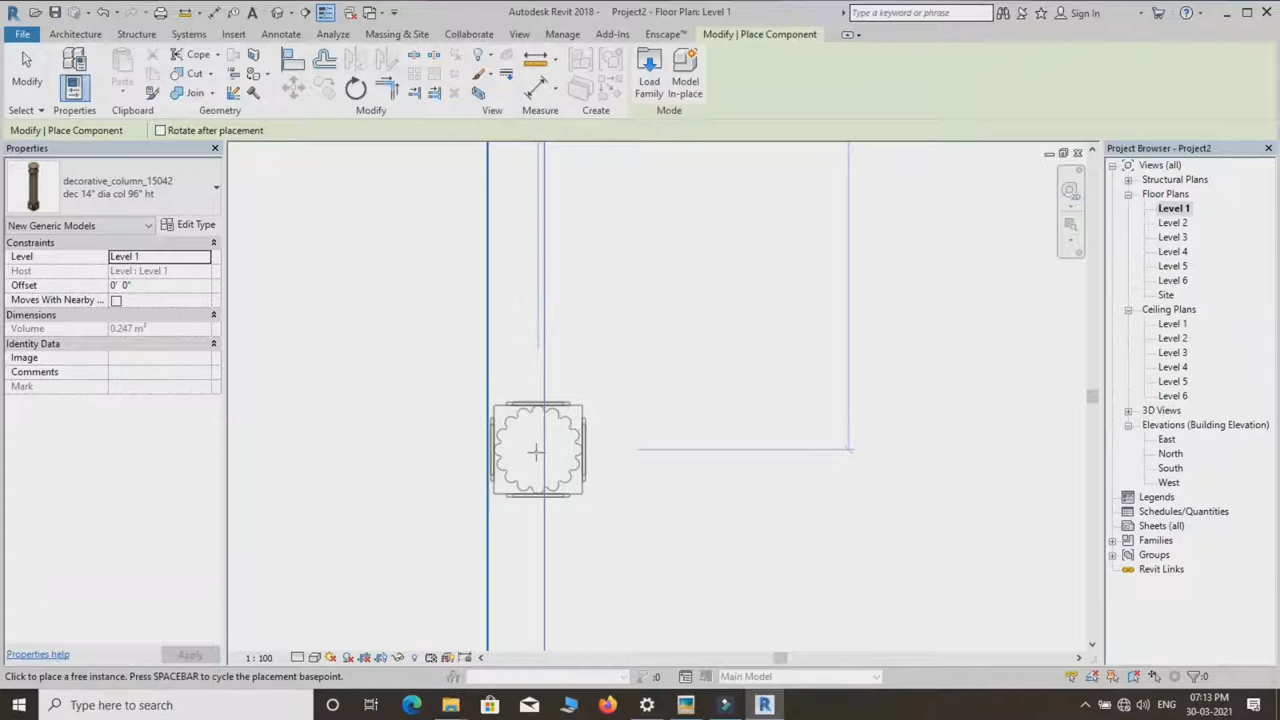 Autodesk Revit 2018 - Project2 - Floor Plan: Level 1
Type a keyword or phrase
Sign In
File Architecture Structure Systems Insert Annotate Analyze Massing & Site Collaborate View Manage Add-Ins Enscape™ Modify | Place Component
Modify
Paste
Cope
Cut
Join
Load Family
Model In-place
Select Properties Clipboard Geometry Modify View Measure Create Mode
Modify | Place Component
Rotate after placement
Properties
decorative_column_15042
dec 14" dia col 96" ht
New Generic Models
Edit Type
Constraints
Level Level 1
Host Level : Level 1
Offset 0' 0"
Moves With Nearby ...
Dimensions
Volume 0.247 m³
Identity Data
Image
Comments
Mark
Properties help
Apply
Project Browser - Project2
Views (all)
Structural Plans
Floor Plans
Level 1
Level 2
Level 3
Level 4
Level 5
Level 6
Site
Ceiling Plans
Level 1
Level 2
Level 3
Level 4
Level 5
Level 6
3D Views
Elevations (Building Elevation)
East
North
South
West
Legends
Schedules/Quantities
Sheets (all)
Families
Groups
Revit Links
1 : 100
Click to place a free instance. Press SPACEBAR to cycle the placement basepoint.
:0
Main Model
:0
Type here to search
07:13 PM
30-03-2021